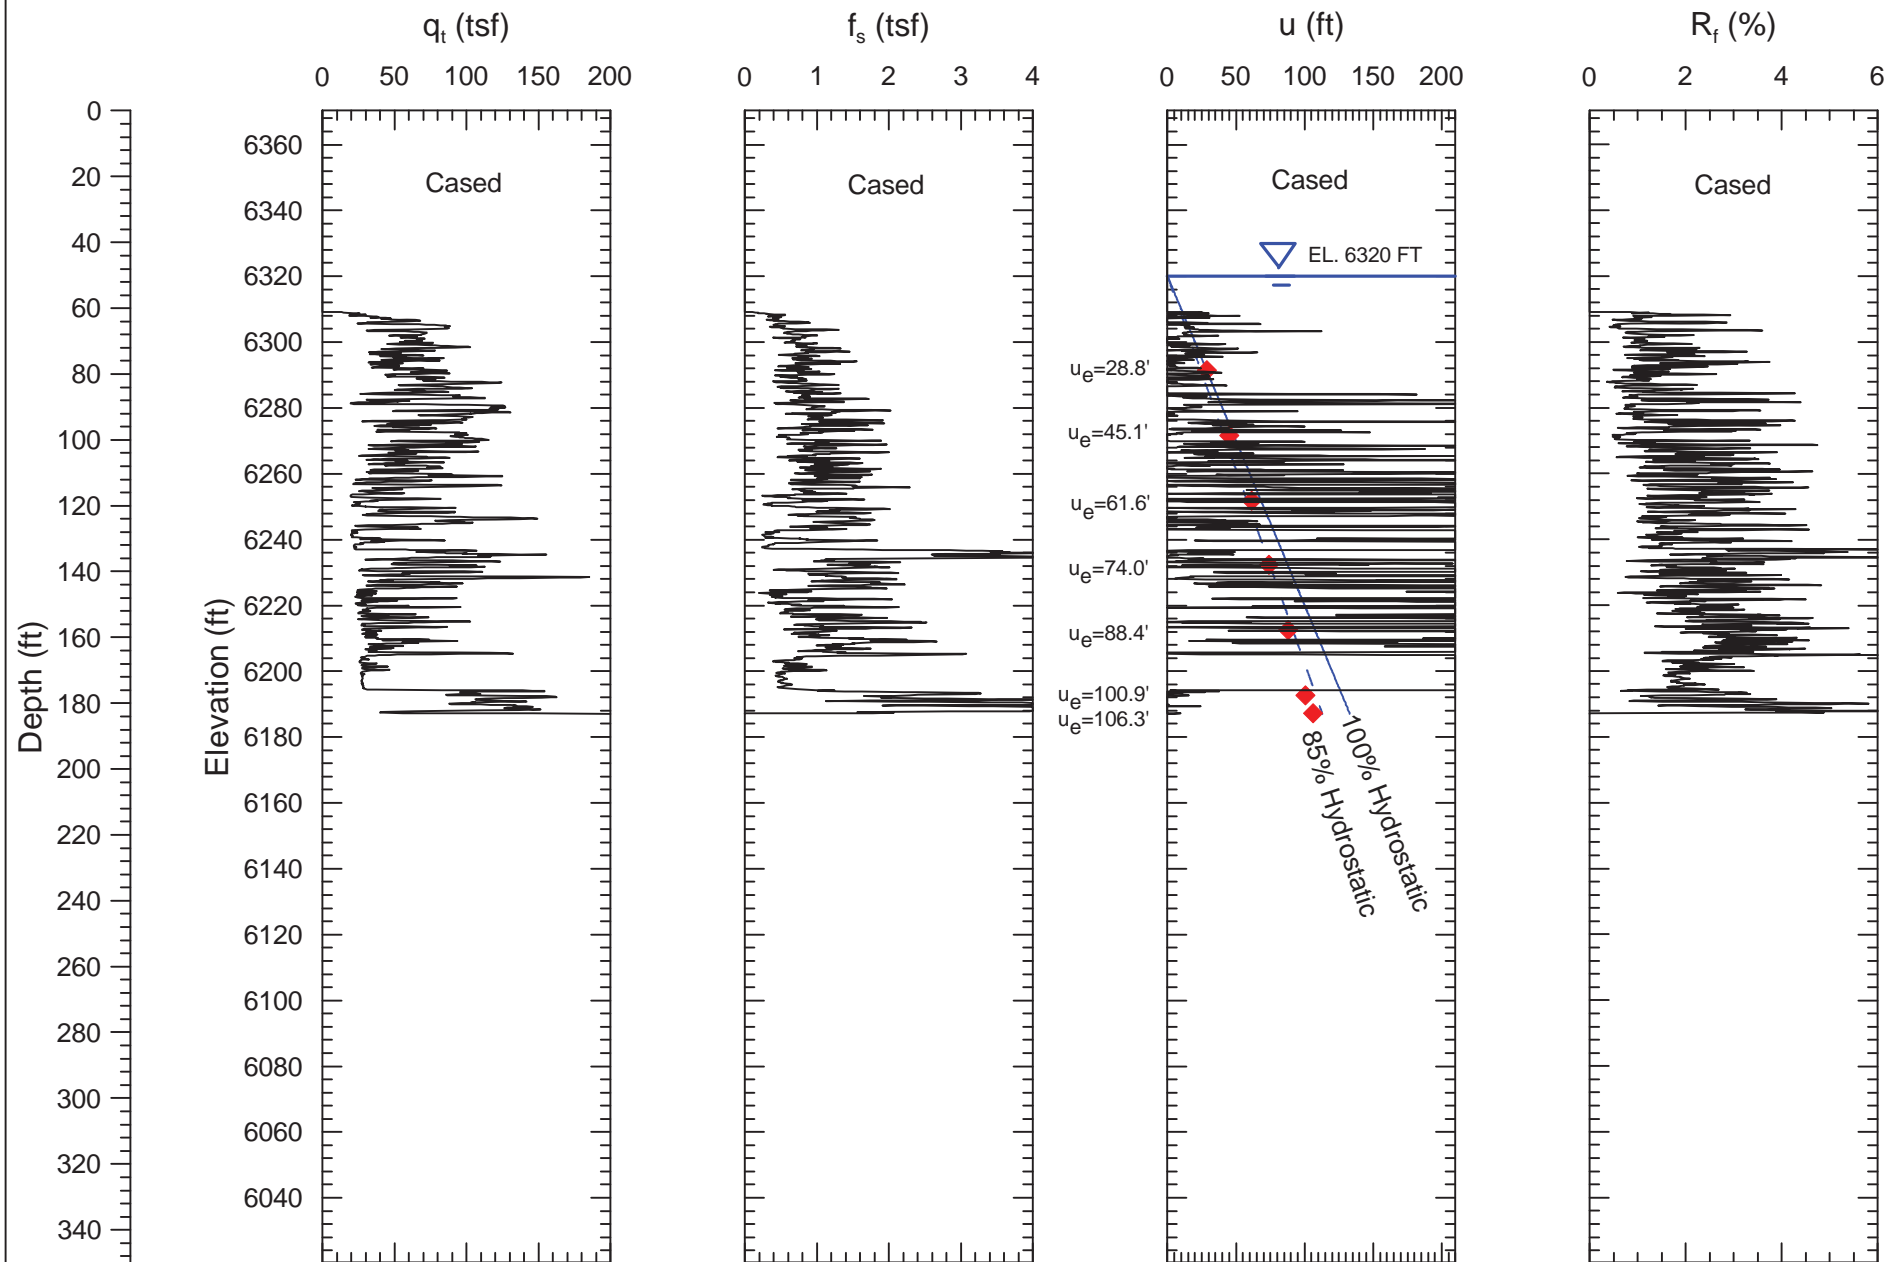 qt (tsf)
fs (tsf)
u (ft)
Rf (%)
0 50 100 150 200
0 1 2 3 4
0 50 100 150 200
0 2 4 6
Depth (ft)
0
20
40
60
80
100
120
140
160
180
200
220
240
260
280
300
320
340
Elevation (ft)
6360
6340
6320
6300
6280
6260
6240
6220
6200
6180
6160
6140
6120
6100
6080
6060
6040
Cased
Cased
Cased
Cased
EL. 6320 FT
ue=28.8'
ue=45.1'
ue=61.6'
ue=74.0'
ue=88.4'
ue=100.9'
ue=106.3'
85% Hydrostatic
100% Hydrostatic